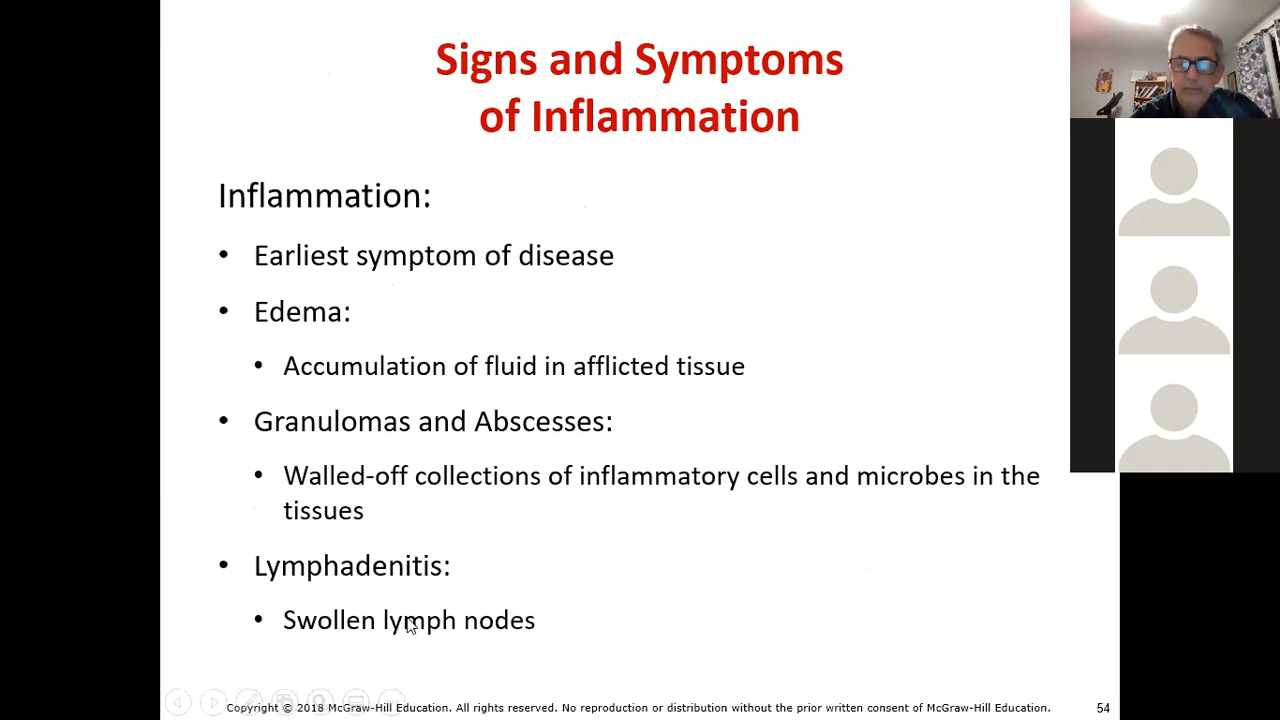 Signs and Symptoms
of Inflammation
Inflammation:
• Earliest symptom of disease
• Edema:
• Accumulation of fluid in afflicted tissue
• Granulomas and Abscesses:
• Walled-off collections of inflammatory cells and microbes in the
tissues
• Lymphadenitis:
• Swollen lymph nodes
Copyright © 2018 McGraw-Hill Education. All rights reserved. No reproduction or distribution without the prior written consent of McGraw-Hill Education.
54